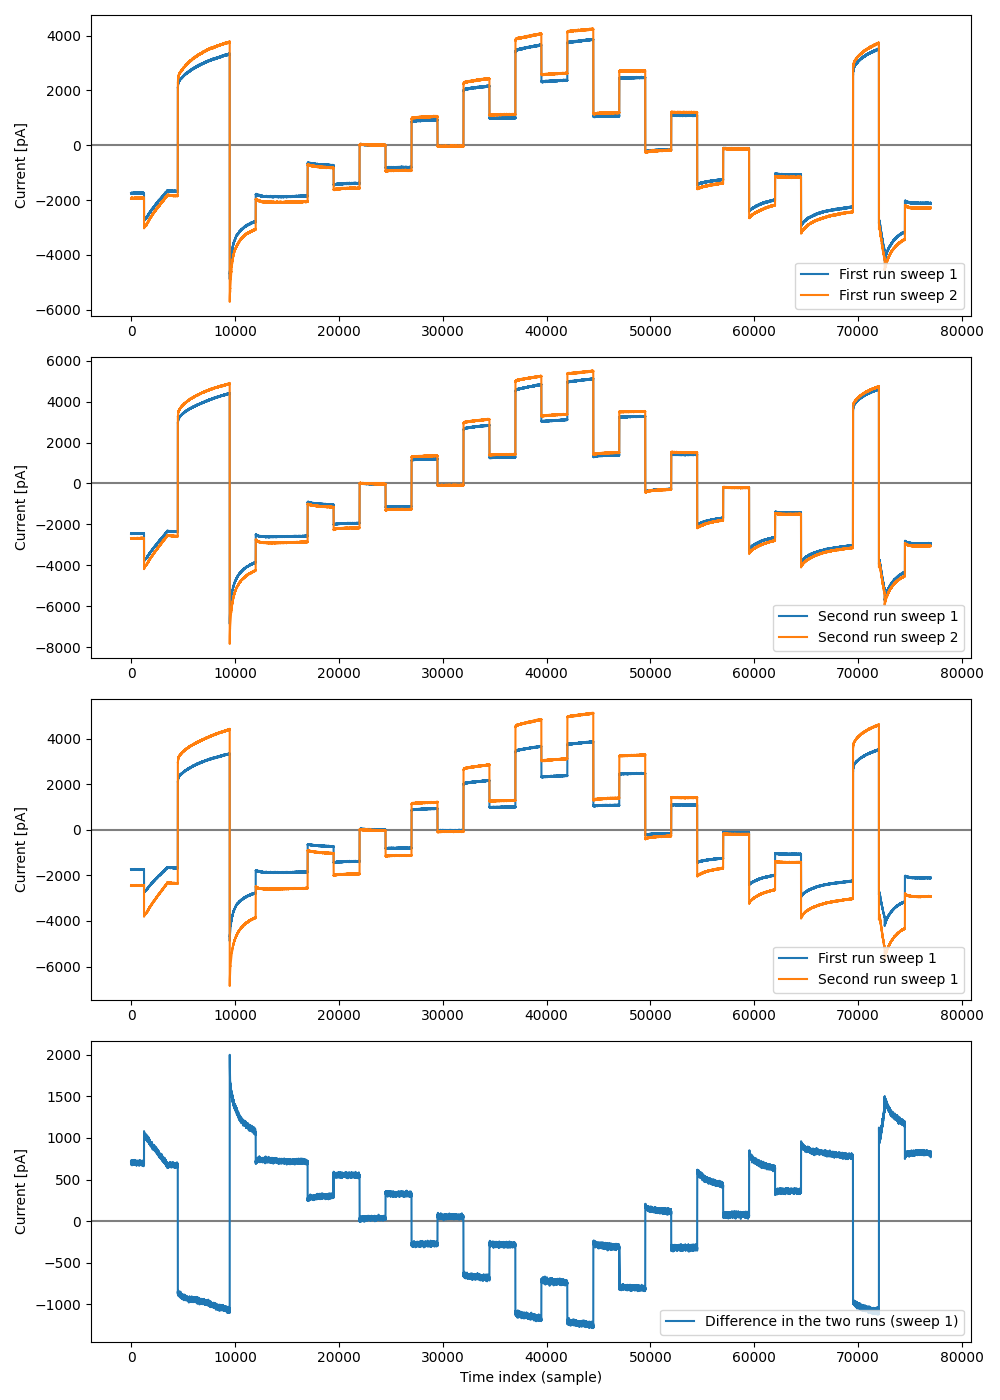 4000
2000
0
−2000
−4000
−6000
Current [pA]
First run sweep 1
First run sweep 2
0 10000 20000 30000 40000 50000 60000 70000 80000
6000
4000
2000
0
−2000
−4000
−6000
−8000
Current [pA]
Second run sweep 1
Second run sweep 2
0 10000 20000 30000 40000 50000 60000 70000 80000
4000
2000
0
−2000
−4000
−6000
Current [pA]
First run sweep 1
Second run sweep 1
0 10000 20000 30000 40000 50000 60000 70000 80000
2000
1500
1000
500
0
−500
−1000
Current [pA]
Difference in the two runs (sweep 1)
0 10000 20000 30000 40000 50000 60000 70000 80000
Time index (sample)